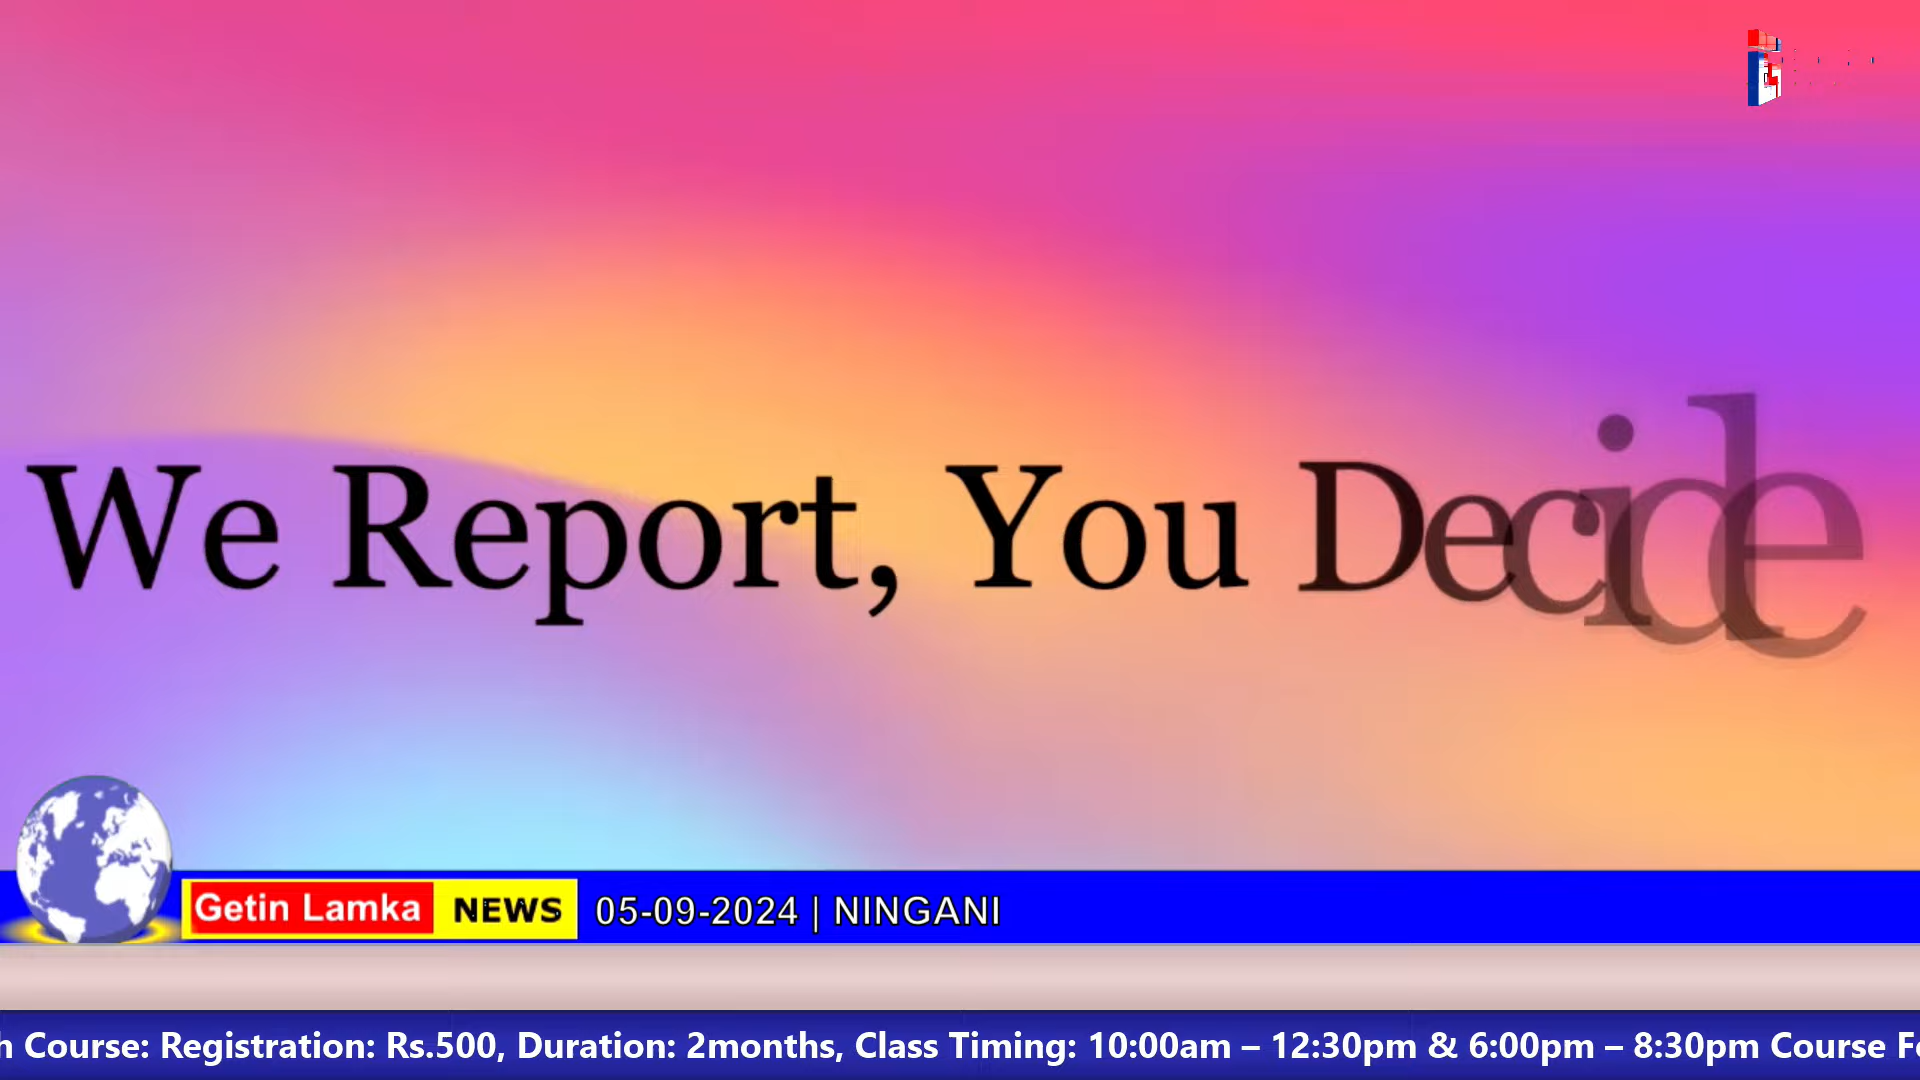 We Report, You Decide
Getin Lamka NEWS 05-09-2024 | NINGANI
Course: Registration: Rs.500, Duration: 2months, Class Timing: 10:00am – 12:30pm & 6:00pm – 8:30pm Course